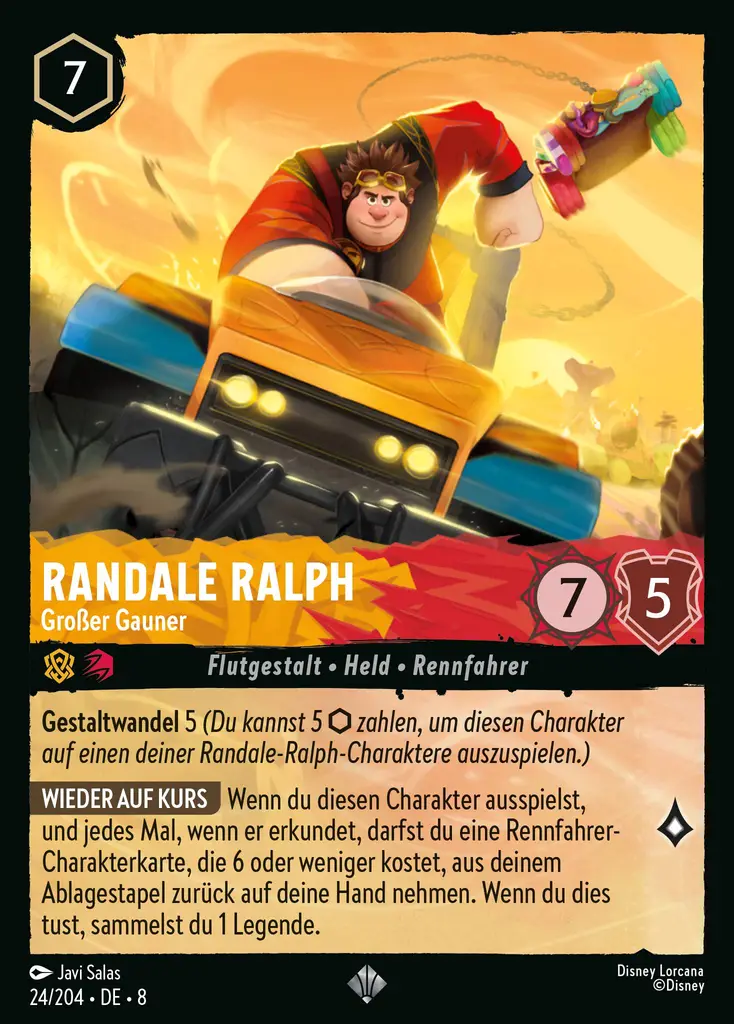 7
RANDALE RALPH
Großer Gauner
7
5
Flutgestalt • Held • Rennfahrer
Gestaltwandel 5 (Du kannst 5 zahlen, um diesen Charakter
auf einen deiner Randale-Ralph-Charaktere auszuspielen.)
WIEDER AUF KURS Wenn du diesen Charakter ausspielst,
und jedes Mal, wenn er erkundet, darfst du eine Rennfahrer-
Charakterkarte, die 6 oder weniger kostet, aus deinem
Ablagestapel zurück auf deine Hand nehmen. Wenn du dies
tust, sammelst du 1 Legende.
Javi Salas
24/204 • DE • 8
Disney Lorcana
©Disney